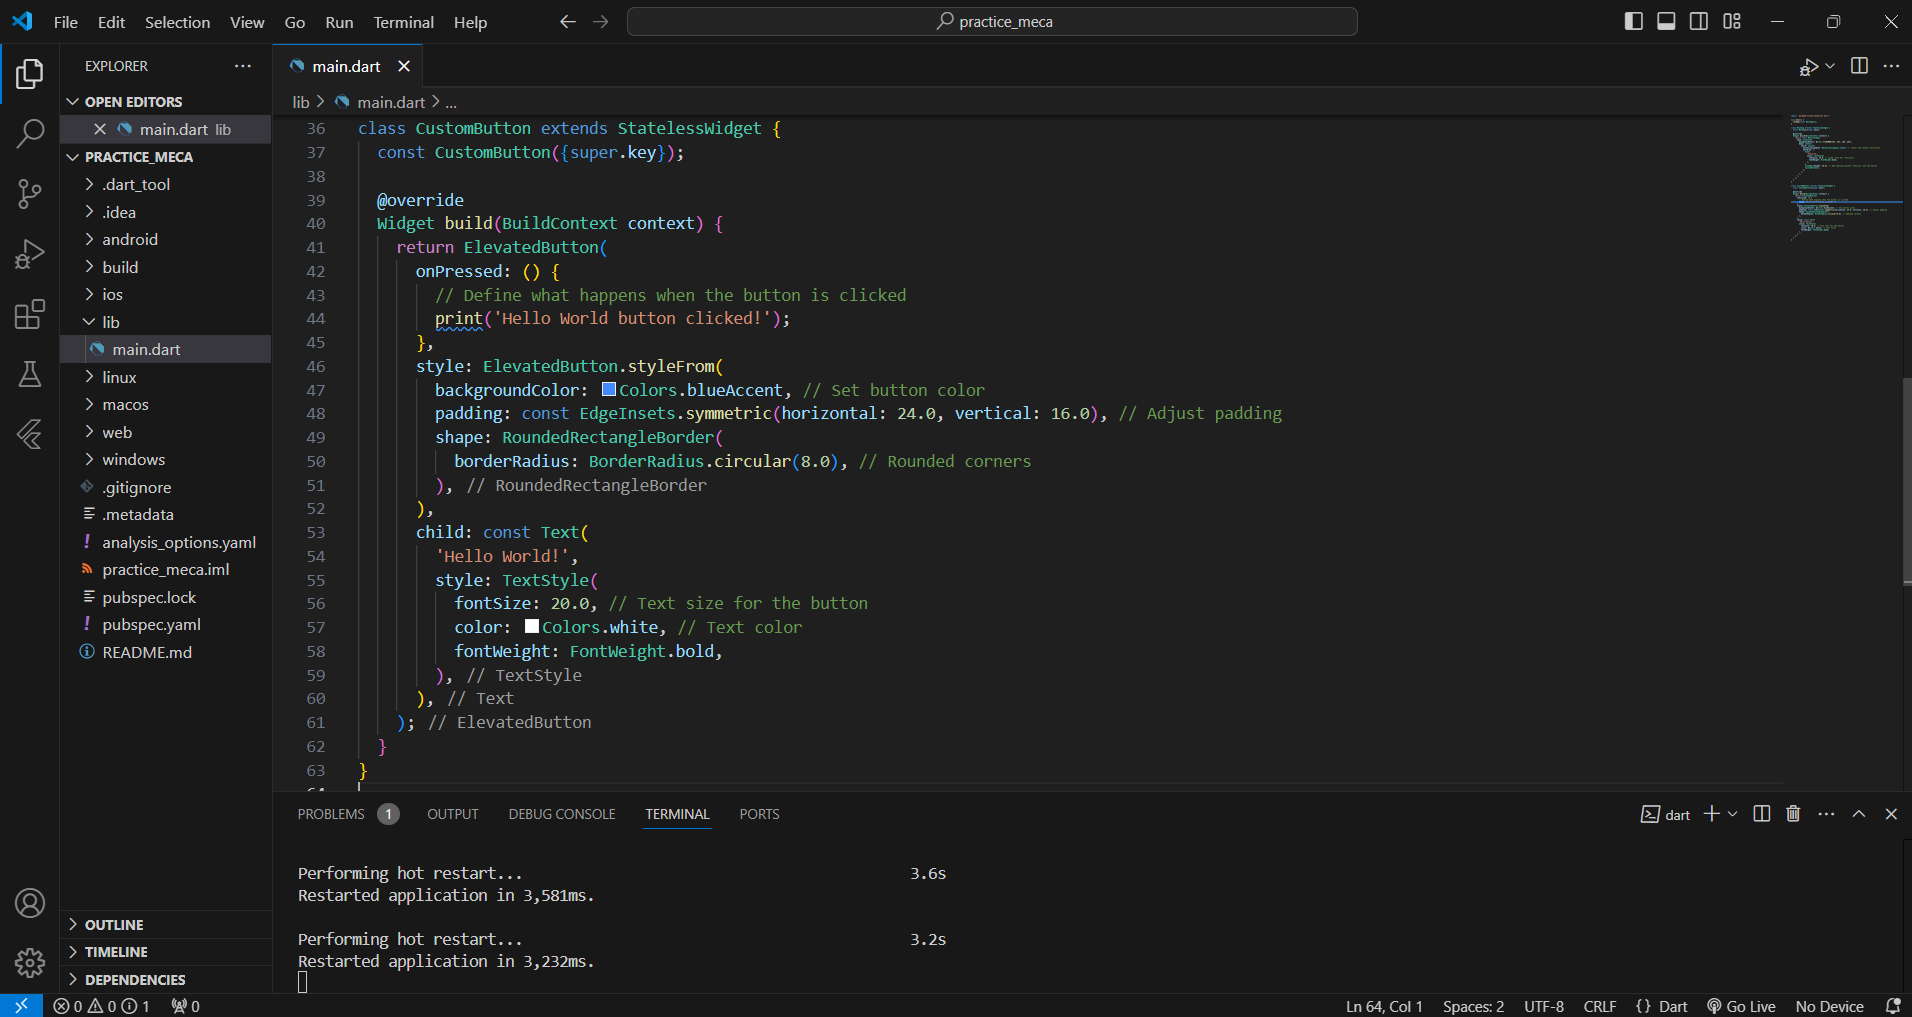 File Edit Selection View Go Run Terminal Help
practice_meca
EXPLORER
OPEN EDITORS
main.dart lib
PRACTICE_MECA
.dart_tool
.idea
android
build
ios
lib
main.dart
linux
macos
web
windows
.gitignore
.metadata
analysis_options.yaml
practice_meca.iml
pubspec.lock
pubspec.yaml
README.md
OUTLINE
TIMELINE
DEPENDENCIES
main.dart
lib > main.dart > ...
36 class CustomButton extends StatelessWidget {
37 const CustomButton({super.key});
38
39 @override
40 Widget build(BuildContext context) {
41 return ElevatedButton(
42 onPressed: () {
43 // Define what happens when the button is clicked
44 print('Hello World button clicked!');
45 },
46 style: ElevatedButton.styleFrom(
47 backgroundColor: Colors.blueAccent, // Set button color
48 padding: const EdgeInsets.symmetric(horizontal: 24.0, vertical: 16.0), // Adjust padding
49 shape: RoundedRectangleBorder(
50 borderRadius: BorderRadius.circular(8.0), // Rounded corners
51 ), // RoundedRectangleBorder
52 ),
53 child: const Text(
54 'Hello World!',
55 style: TextStyle(
56 fontSize: 20.0, // Text size for the button
57 color: Colors.white, // Text color
58 fontWeight: FontWeight.bold,
59 ), // TextStyle
60 ), // Text
61 ); // ElevatedButton
62 }
63 }
64
PROBLEMS 1 OUTPUT DEBUG CONSOLE TERMINAL PORTS
dart
Performing hot restart... 3.6s
Restarted application in 3,581ms.
Performing hot restart... 3.2s
Restarted application in 3,232ms.
0 0 1 0
Ln 64, Col 1 Spaces: 2 UTF-8 CRLF {} Dart Go Live No Device